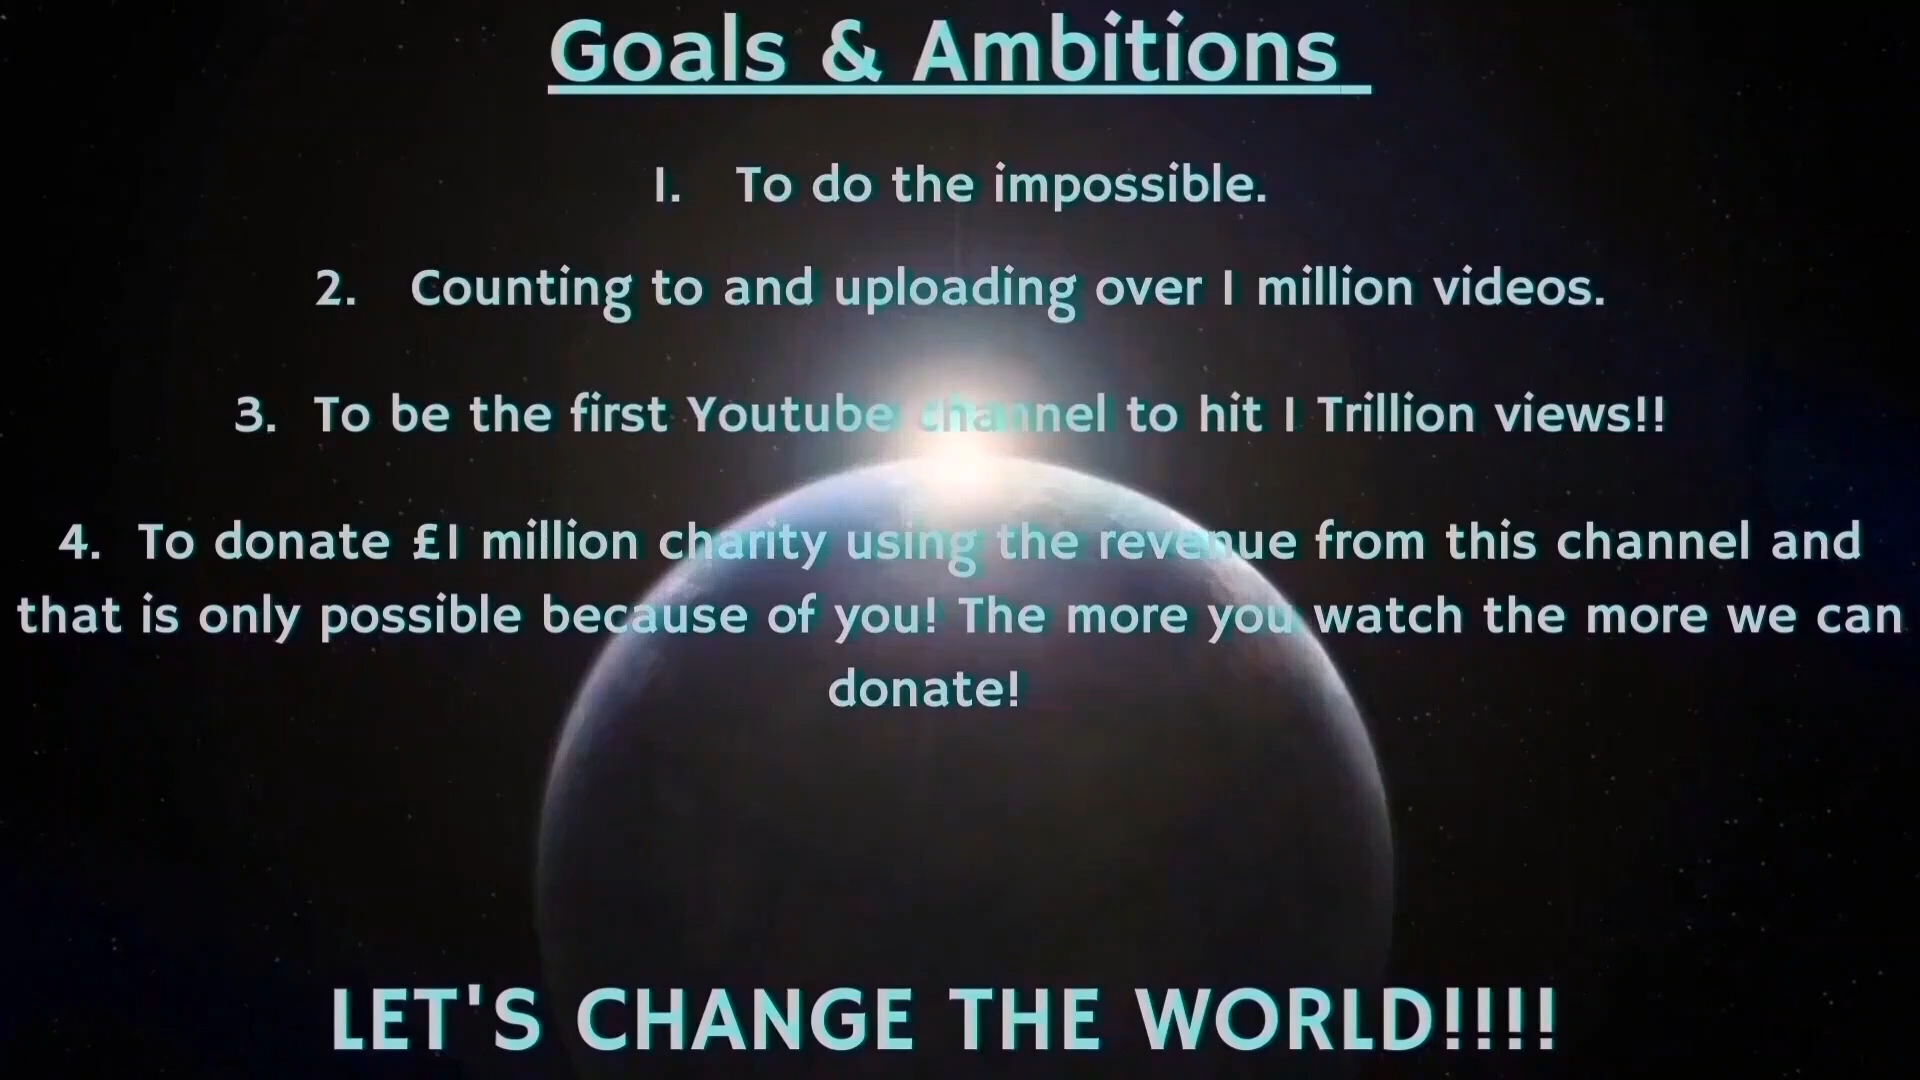 Goals & Ambitions
1. To do the impossible.
2. Counting to and uploading over 1 million videos.
3. To be the first Youtube channel to hit 1 Trillion views!!
4. To donate £1 million charity using the revenue from this channel and
that is only possible because of you! The more you watch the more we can
donate!
LET'S CHANGE THE WORLD!!!!